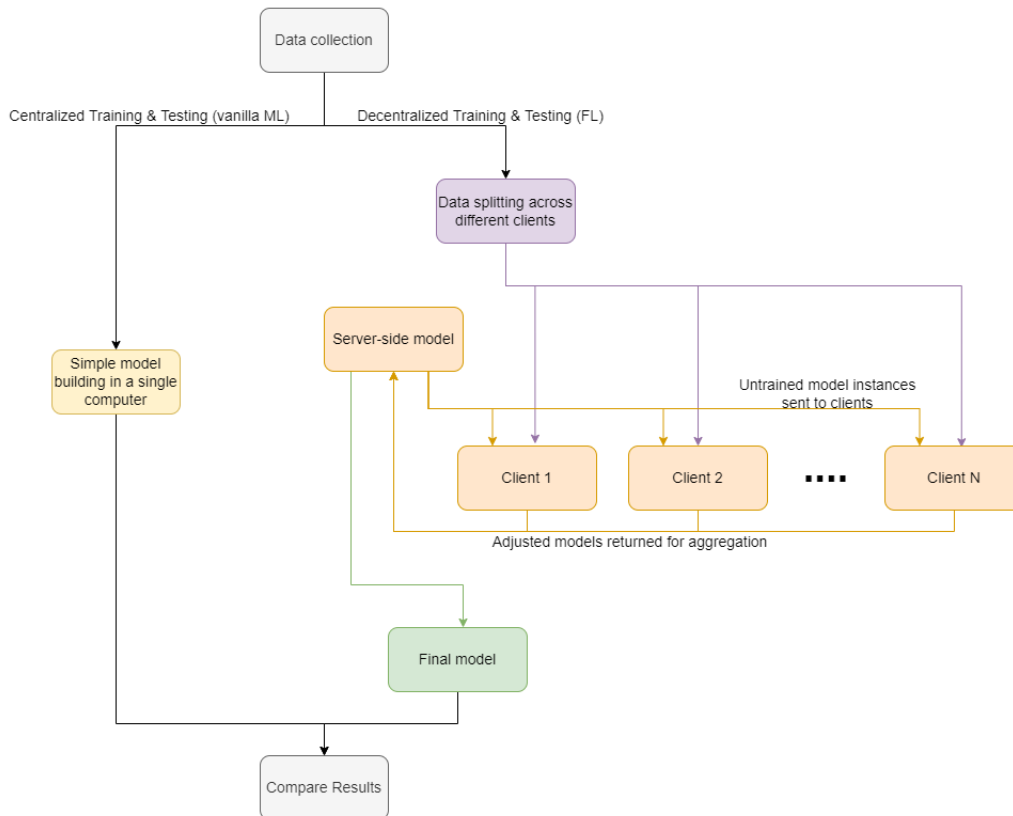 Data collection
Centralized Training & Testing (vanilla ML)
Decentralized Training & Testing (FL)
Data splitting across
different clients
Server-side model
Simple model
building in a single
computer
Untrained model instances
sent to clients
Client 1
Client 2
....
Client N
Adjusted models returned for aggregation
Final model
Compare Results